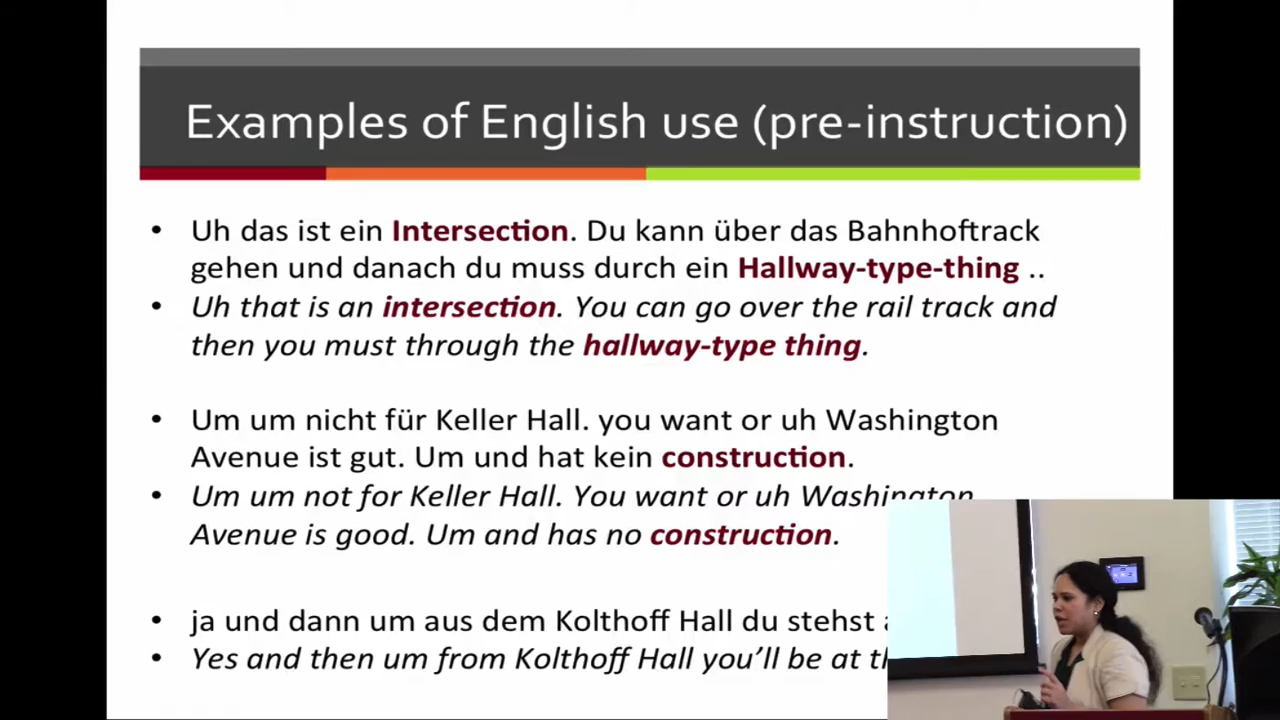 Examples of English use (pre-instruction)
• Uh das ist ein Intersection. Du kann über das Bahnhoftrack
gehen und danach du muss durch ein Hallway-type-thing ..
• Uh that is an intersection. You can go over the rail track and
then you must through the hallway-type thing.
• Um um nicht für Keller Hall. you want or uh Washington
Avenue ist gut. Um und hat kein construction.
• Um um not for Keller Hall. You want or uh Washington
Avenue is good. Um and has no construction.
• ja und dann um aus dem Kolthoff Hall du stehst
• Yes and then um from Kolthoff Hall you’ll be at